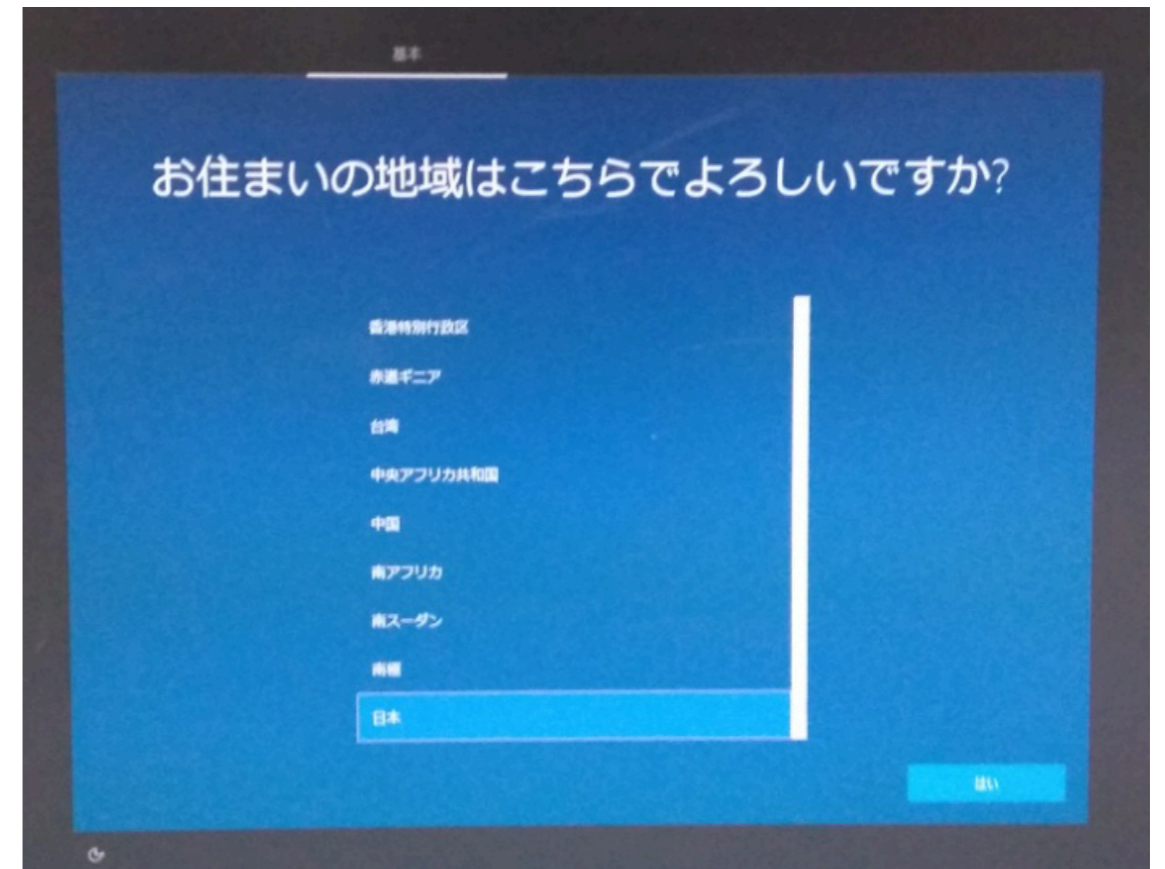 基本
お住まいの地域はこちらでよろしいですか?
香港特別行政区
赤道ギニア
台湾
中央アフリカ共和国
中国
南アフリカ
南スーダン
南極
日本
はい